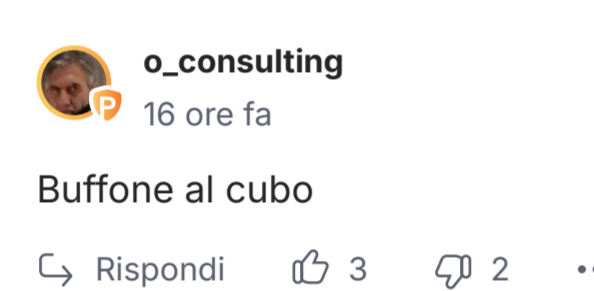 o_consulting
P
16 ore fa
Buffone al cubo
Rispondi 3 2